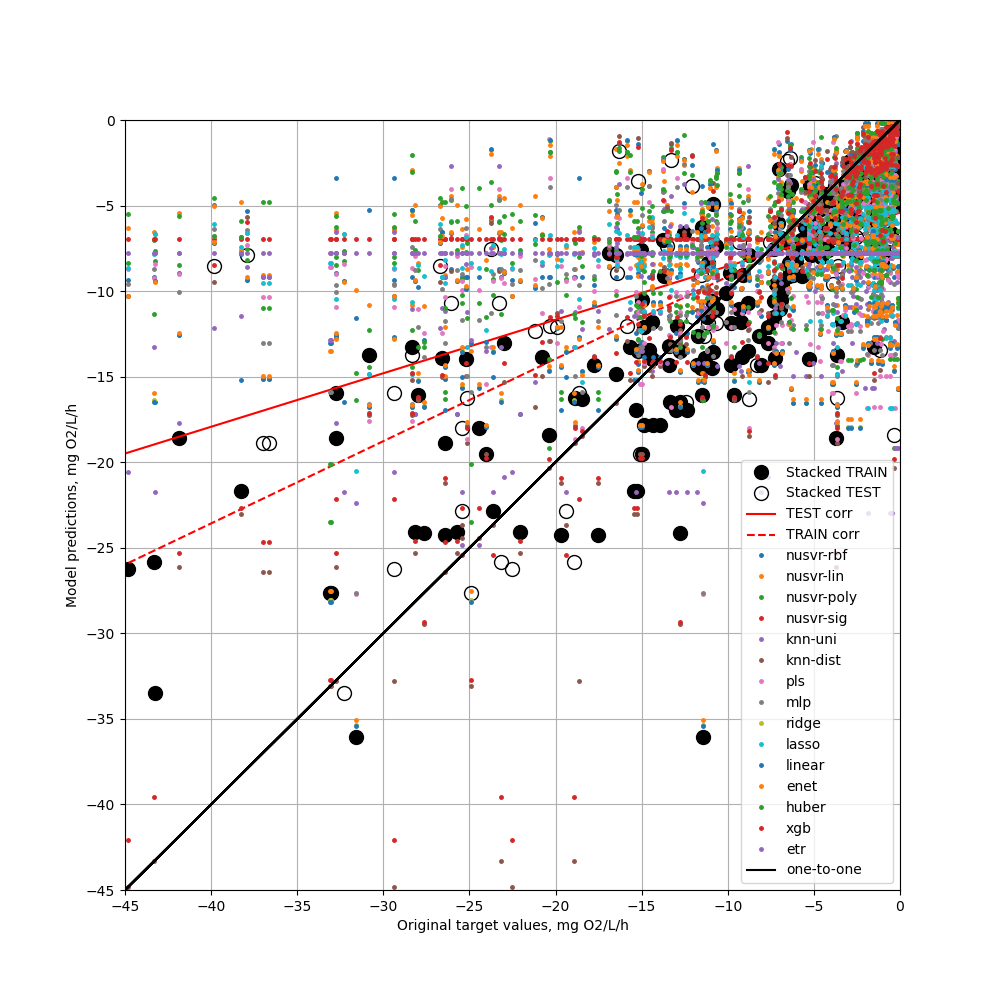 0
−5
−10
−15
−20
−25
−30
−35
−40
−45
−45
−40
−35
−30
−25
−20
−15
−10
−5
0
Model predictions, mg O2/L/h
Original target values, mg O2/L/h
Stacked TRAIN
Stacked TEST
TEST corr
TRAIN corr
nusvr-rbf
nusvr-lin
nusvr-poly
nusvr-sig
knn-uni
knn-dist
pls
mlp
ridge
lasso
linear
enet
huber
xgb
etr
one-to-one